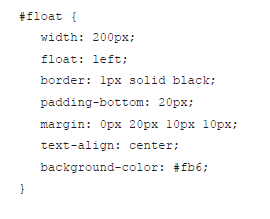 #float {
width: 200px;
float: left;
border: 1px solid black;
padding-bottom: 20px;
margin: 0px 20px 10px 10px;
text-align: center;
background-color: #fb6;
}